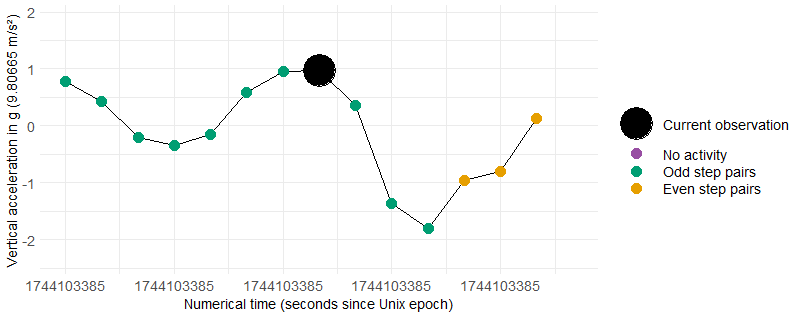 Vertical acceleration in g (9.80665 m/s²)
2
1
0
-1
-2
1744103385 1744103385 1744103385 1744103385 1744103385
Numerical time (seconds since Unix epoch)
Current observation
No activity
Odd step pairs
Even step pairs